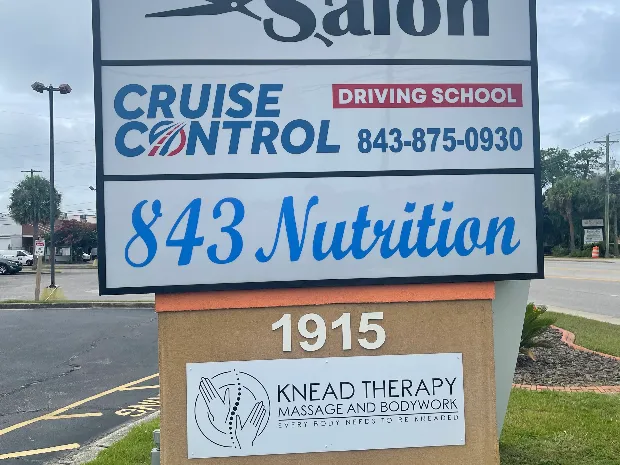 Salon
CRUISE
CONTROL
DRIVING SCHOOL
843-875-0930
843 Nutrition
1915
KNEAD THERAPY
MASSAGE AND BODYWORK
EVERY BODY NEEDS TO BE KNEADED